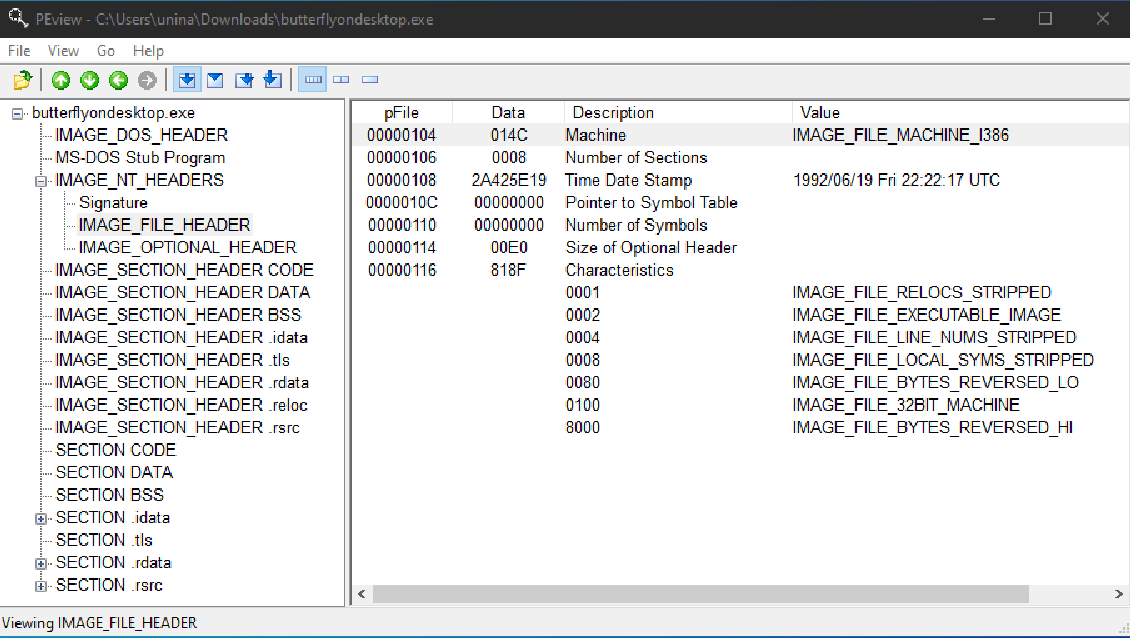 PEview - C:\Users\unina\Downloads\butterflyondesktop.exe
File View Go Help
butterflyondesktop.exe
IMAGE_DOS_HEADER
MS-DOS Stub Program
IMAGE_NT_HEADERS
Signature
IMAGE_FILE_HEADER
IMAGE_OPTIONAL_HEADER
IMAGE_SECTION_HEADER CODE
IMAGE_SECTION_HEADER DATA
IMAGE_SECTION_HEADER BSS
IMAGE_SECTION_HEADER .idata
IMAGE_SECTION_HEADER .tls
IMAGE_SECTION_HEADER .rdata
IMAGE_SECTION_HEADER .reloc
IMAGE_SECTION_HEADER .rsrc
SECTION CODE
SECTION DATA
SECTION BSS
SECTION .idata
SECTION .tls
SECTION .rdata
SECTION .rsrc
pFile Data Description Value
00000104 014C Machine IMAGE_FILE_MACHINE_I386
00000106 0008 Number of Sections
00000108 2A425E19 Time Date Stamp 1992/06/19 Fri 22:22:17 UTC
0000010C 00000000 Pointer to Symbol Table
00000110 00000000 Number of Symbols
00000114 00E0 Size of Optional Header
00000116 818F Characteristics
0001 IMAGE_FILE_RELOCS_STRIPPED
0002 IMAGE_FILE_EXECUTABLE_IMAGE
0004 IMAGE_FILE_LINE_NUMS_STRIPPED
0008 IMAGE_FILE_LOCAL_SYMS_STRIPPED
0080 IMAGE_FILE_BYTES_REVERSED_LO
0100 IMAGE_FILE_32BIT_MACHINE
8000 IMAGE_FILE_BYTES_REVERSED_HI
Viewing IMAGE_FILE_HEADER